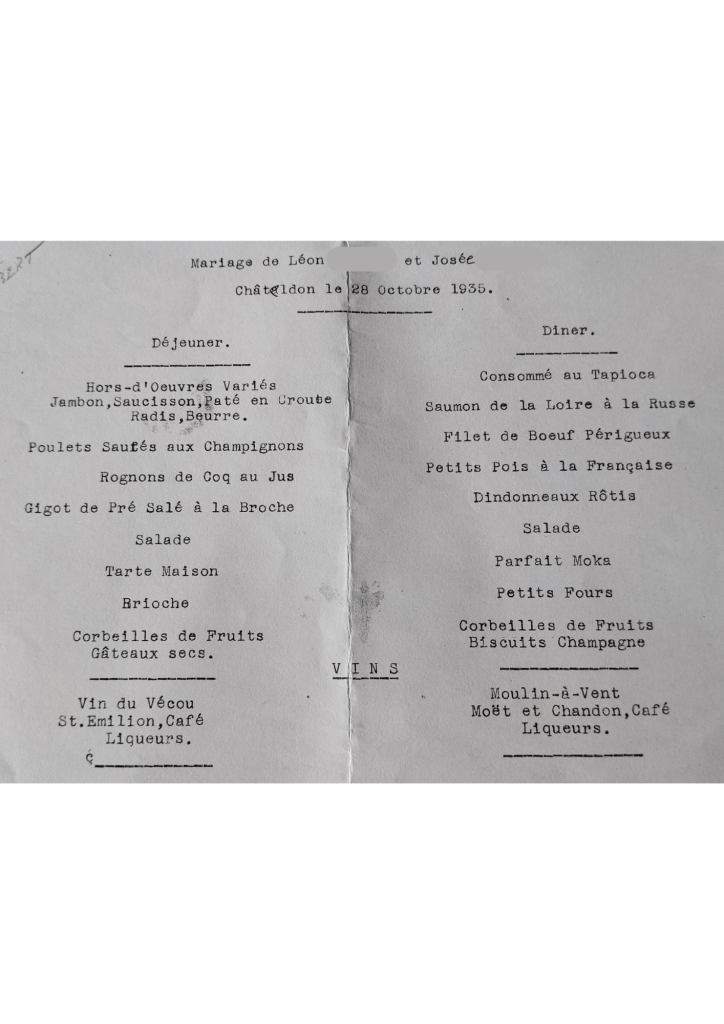 Mariage de Léon et Josée
Châteldon le 28 Octobre 1935.
Déjeuner.
Hors-d'Oeuvres Variés
Jambon,Saucisson,Paté en Croute
Radis,Beurre.
Poulets Sautés aux Champignons
Rognons de Coq au Jus
Gigot de Pré Salé à la Broche
Salade
Tarte Maison
Brioche
Corbeilles de Fruits
Gâteaux secs.
Diner.
Consommé au Tapioca
Saumon de la Loire à la Russe
Filet de Boeuf Périgueux
Petits Pois à la Française
Dindonneaux Rôtis
Salade
Parfait Moka
Petits Fours
Corbeilles de Fruits
Biscuits Champagne
VINS
Vin du Vécou
St.Emilion,Café
Liqueurs.
Moulin-à-Vent
Moët et Chandon,Café
Liqueurs.